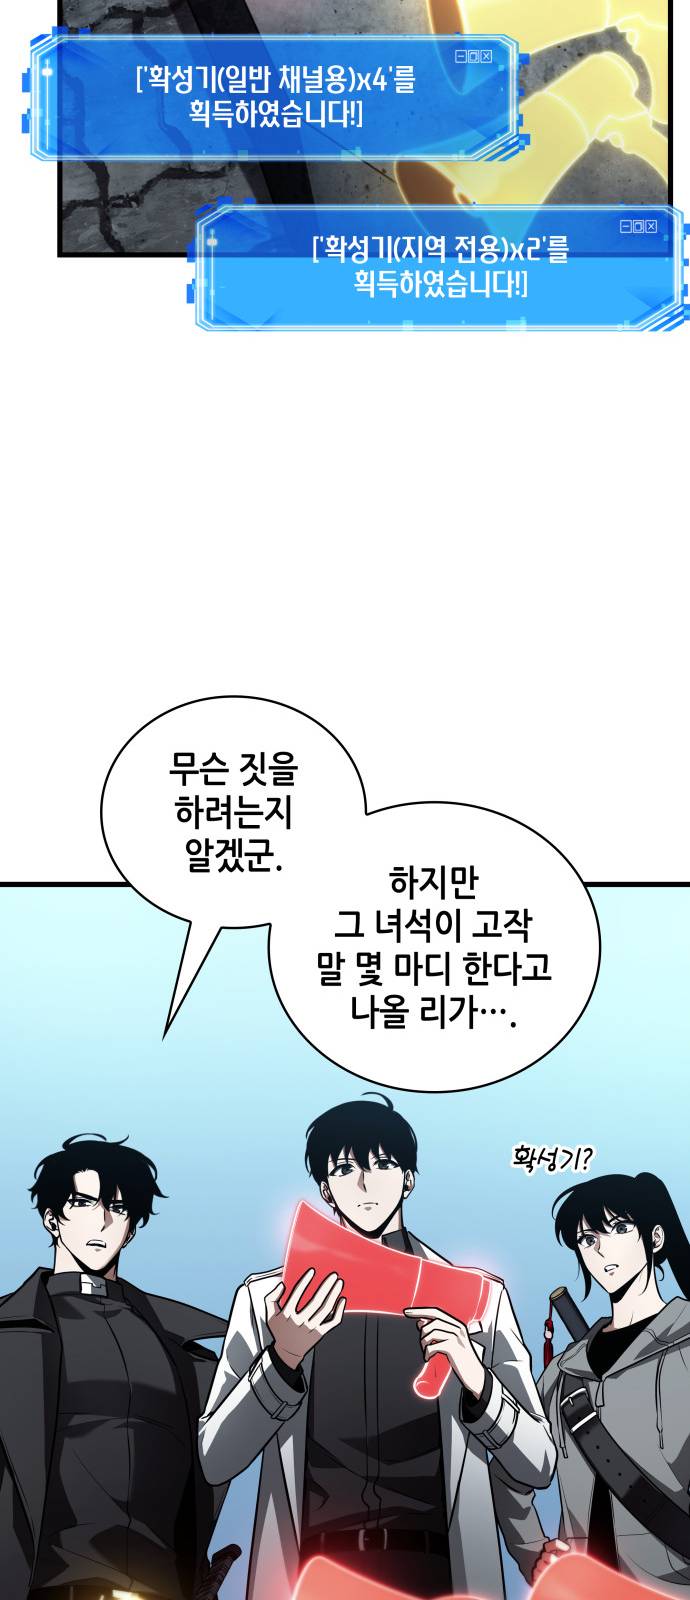 ['확성기(일반 채널용)x4'를
획득하였습니다!]
['확성기(지역 전용)x2'를
획득하였습니다!]
무슨 짓을
하려는지
알겠군.
하지만
그 녀석이 고작
말 몇 마디 한다고
나올 리가….
확성기?